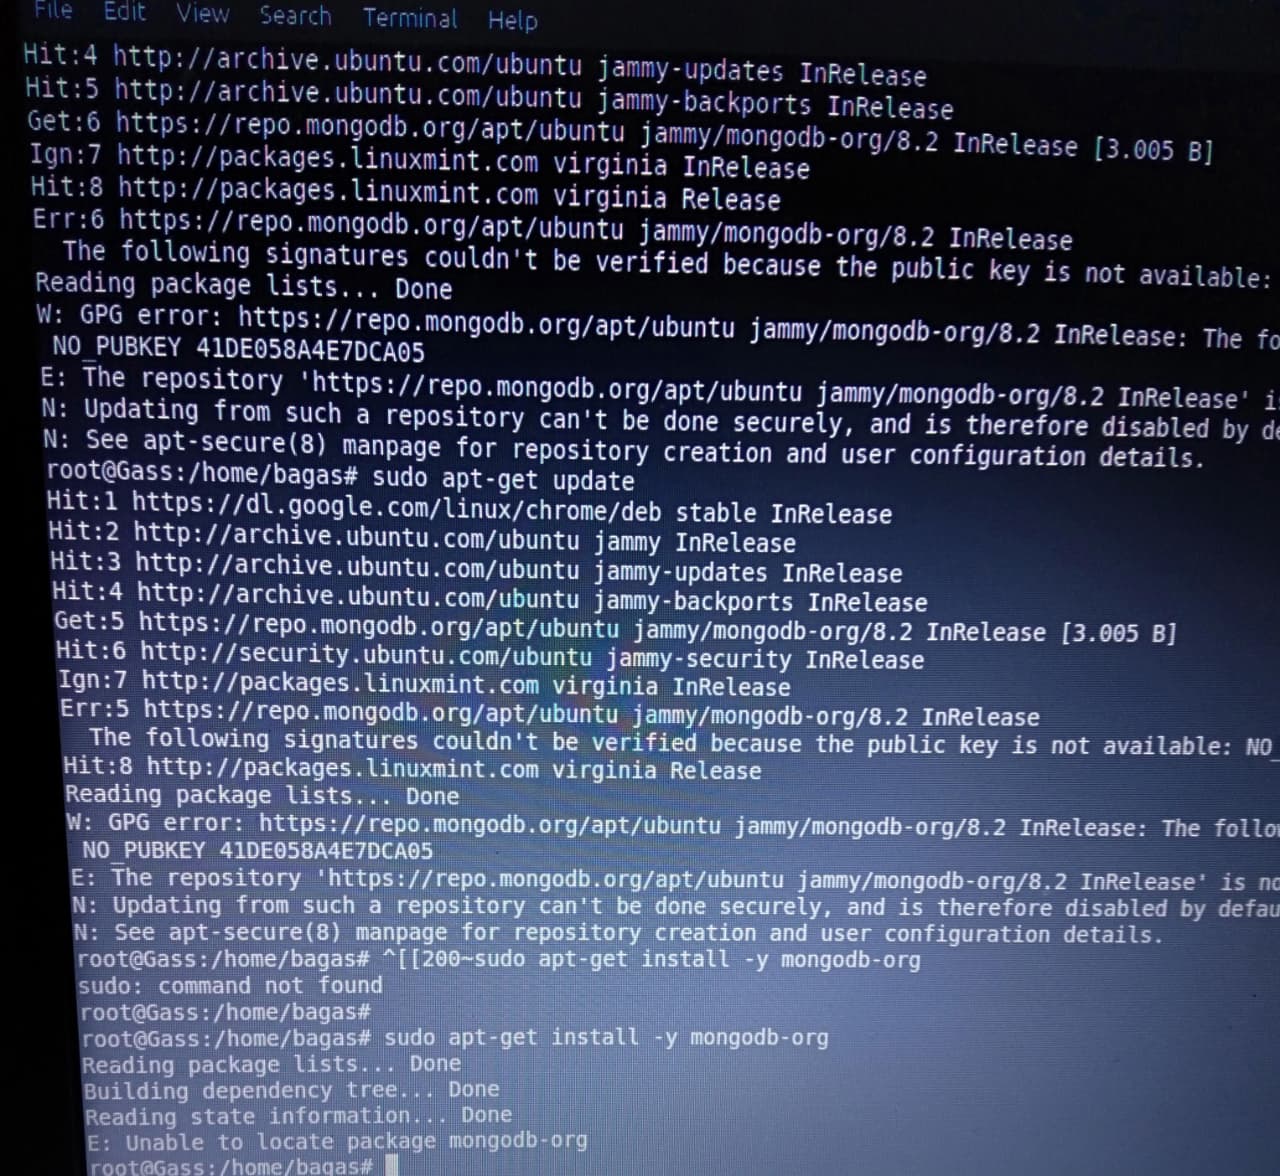 File Edit View Search Terminal Help
Hit:4 http://archive.ubuntu.com/ubuntu jammy-updates InRelease
Hit:5 http://archive.ubuntu.com/ubuntu jammy-backports InRelease
Get:6 https://repo.mongodb.org/apt/ubuntu jammy/mongodb-org/8.2 InRelease [3.005 B]
Ign:7 http://packages.linuxmint.com virginia InRelease
Hit:8 http://packages.linuxmint.com virginia Release
Err:6 https://repo.mongodb.org/apt/ubuntu jammy/mongodb-org/8.2 InRelease
The following signatures couldn't be verified because the public key is not available:
Reading package lists... Done
W: GPG error: https://repo.mongodb.org/apt/ubuntu jammy/mongodb-org/8.2 InRelease: The fo
NO_PUBKEY 41DE058A4E7DCA05
E: The repository 'https://repo.mongodb.org/apt/ubuntu jammy/mongodb-org/8.2 InRelease' is
N: Updating from such a repository can't be done securely, and is therefore disabled by de
N: See apt-secure(8) manpage for repository creation and user configuration details.
root@Gass:/home/bagas# sudo apt-get update
Hit:1 https://dl.google.com/linux/chrome/deb stable InRelease
Hit:2 http://archive.ubuntu.com/ubuntu jammy InRelease
Hit:3 http://archive.ubuntu.com/ubuntu jammy-updates InRelease
Hit:4 http://archive.ubuntu.com/ubuntu jammy-backports InRelease
Get:5 https://repo.mongodb.org/apt/ubuntu jammy/mongodb-org/8.2 InRelease [3.005 B]
Hit:6 http://security.ubuntu.com/ubuntu jammy-security InRelease
Ign:7 http://packages.linuxmint.com virginia InRelease
Err:5 https://repo.mongodb.org/apt/ubuntu jammy/mongodb-org/8.2 InRelease
The following signatures couldn't be verified because the public key is not available: NO_
Hit:8 http://packages.linuxmint.com virginia Release
Reading package lists... Done
W: GPG error: https://repo.mongodb.org/apt/ubuntu jammy/mongodb-org/8.2 InRelease: The follo
NO_PUBKEY 41DE058A4E7DCA05
E: The repository 'https://repo.mongodb.org/apt/ubuntu jammy/mongodb-org/8.2 InRelease' is no
N: Updating from such a repository can't be done securely, and is therefore disabled by defau
N: See apt-secure(8) manpage for repository creation and user configuration details.
root@Gass:/home/bagas# ^[[200~sudo apt-get install -y mongodb-org
sudo: command not found
root@Gass:/home/bagas#
root@Gass:/home/bagas# sudo apt-get install -y mongodb-org
Reading package lists... Done
Building dependency tree... Done
Reading state information... Done
E: Unable to locate package mongodb-org
root@Gass:/home/bagas#